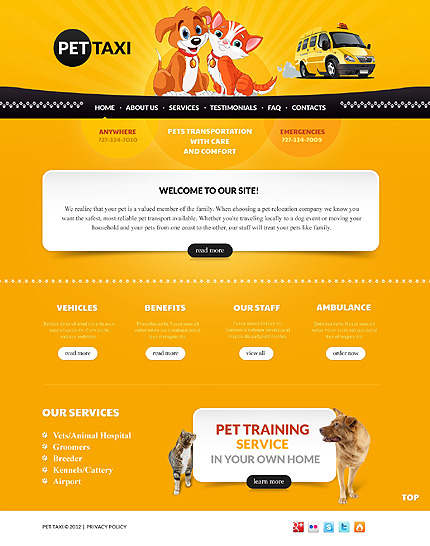 PET TAXI
HOME · ABOUT US · SERVICES · TESTIMONIALS · FAQ · CONTACTS
ANYWHERE
727-324-7010
PETS TRANSPORTATION
WITH CARE
AND COMFORT
EMERGENCIES
727-324-7009
WELCOME TO OUR SITE!
We realize that your pet is a valued member of the family. When choosing a pet relocation company we know you
want the safest, most reliable pet transport available. Whether you're traveling locally to a dog event or moving your
household and your pets from one coast to the other, our staff will treat your pets like family.
read more
VEHICLES
BENEFITS
OUR STAFF
AMBULANCE
read more
read more
view all
order now
OUR SERVICES
Vets/Animal Hospital
Groomers
Breeder
Kennels/Cattery
Airport
PET TRAINING
SERVICE
IN YOUR OWN HOME
learn more
TOP
PET TAXI © 2012 | PRIVACY POLICY